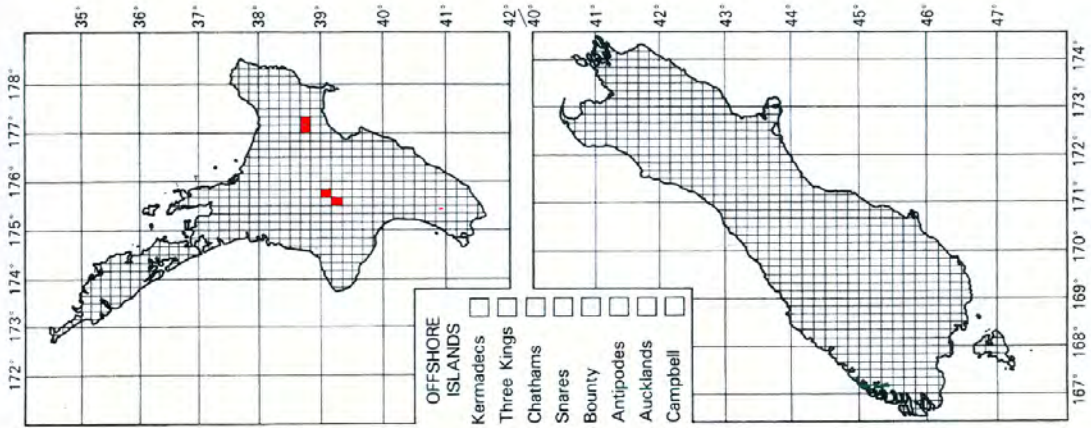 35° 36° 37° 38° 39° 40° 41° 42°
40° 41° 42° 43° 44° 45° 46° 47°
178°
177°
176°
175°
174°
173°
172°
OFFSHORE
ISLANDS
Kermadecs
Three Kings
Chathams
Snares
Bounty
Antipodes
Aucklands
Campbell
174°
173°
172°
171°
170°
169°
168°
167°